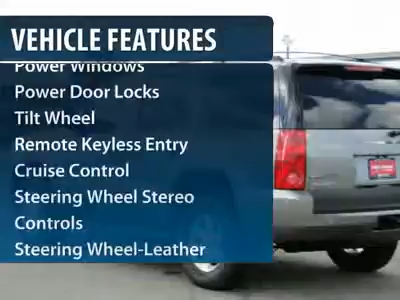 VEHICLE FEATURES
Power Windows
Power Door Locks
Tilt Wheel
Remote Keyless Entry
Cruise Control
Steering Wheel Stereo
Controls
Steering Wheel-Leather